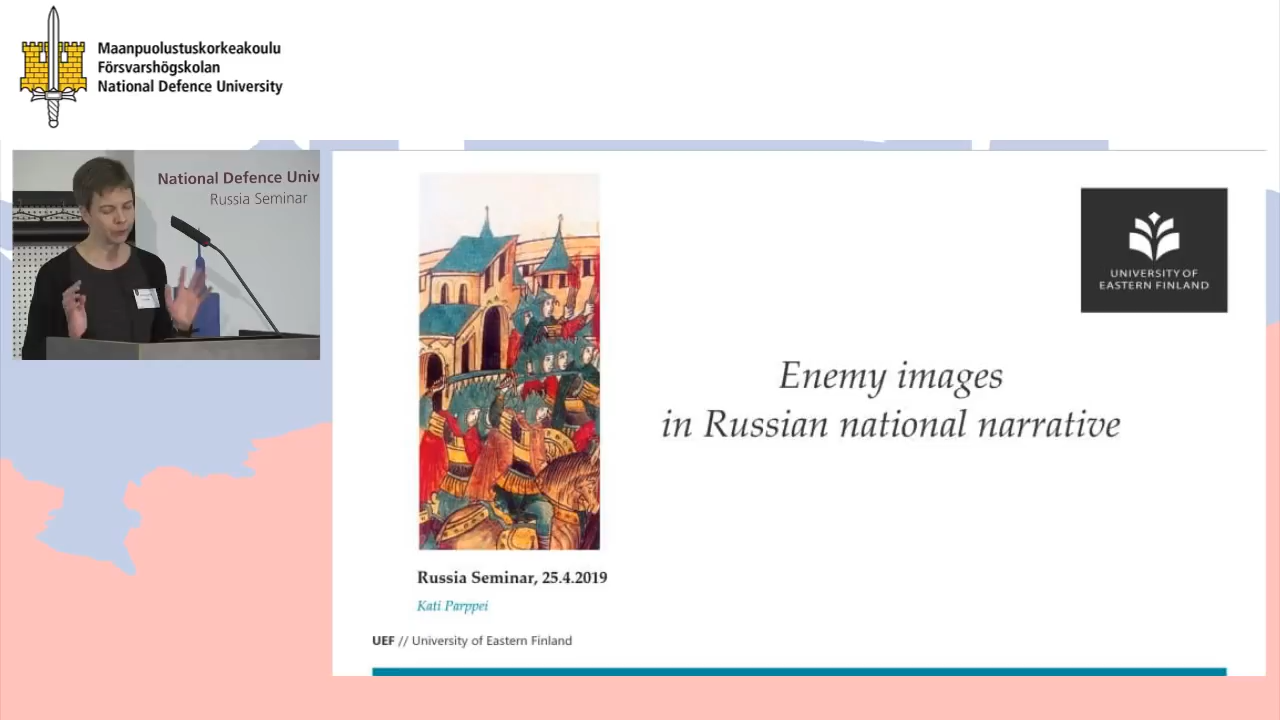 Maanpuolustuskorkeakoulu
Försvarshögskolan
National Defence University
National Defence Univ
Russia Seminar
UNIVERSITY OF
EASTERN FINLAND
Enemy images
in Russian national narrative
Russia Seminar, 25.4.2019
Kati Parppei
UEF // University of Eastern Finland